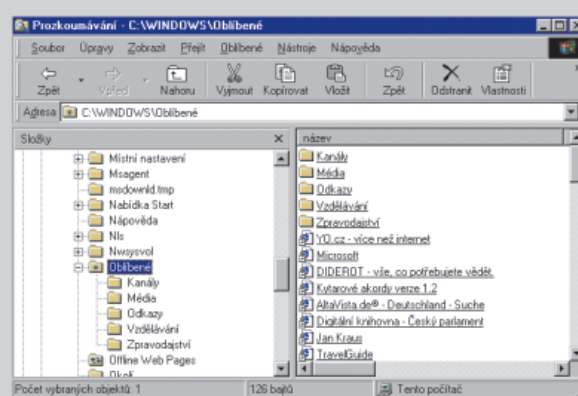 Prozkoumávání - C:\WINDOWS\Oblíbené
Soubor Úpravy Zobrazit Přejít Oblíbené Nástroje Nápověda
Zpět Vpřed Nahoru Vyjmout Kopírovat Vložit Zpět Odstranit Vlastnosti »
Adresa C:\WINDOWS\Oblíbené
Složky
Místní nastavení
Msagent
msdownld.tmp
Nabídka Start
Nápověda
Nls
Nwsysvol
Oblíbené
Kanály
Média
Odkazy
Vzdělávání
Zpravodajství
Offline Web Pages
název
Kanály
Média
Odkazy
Vzdělávání
Zpravodajství
YO.cz - více než internet
Microsoft
DIDEROT - vše, co potřebujete vědět.
Kytarové akordy verze 1.2
AltaVista de® - Deutschland - Suche
Digitální knihovna - Český parlament
Jan Kraus
TravelGuide
Počet vybraných objektů: 1 126 bajtů Tento počítač